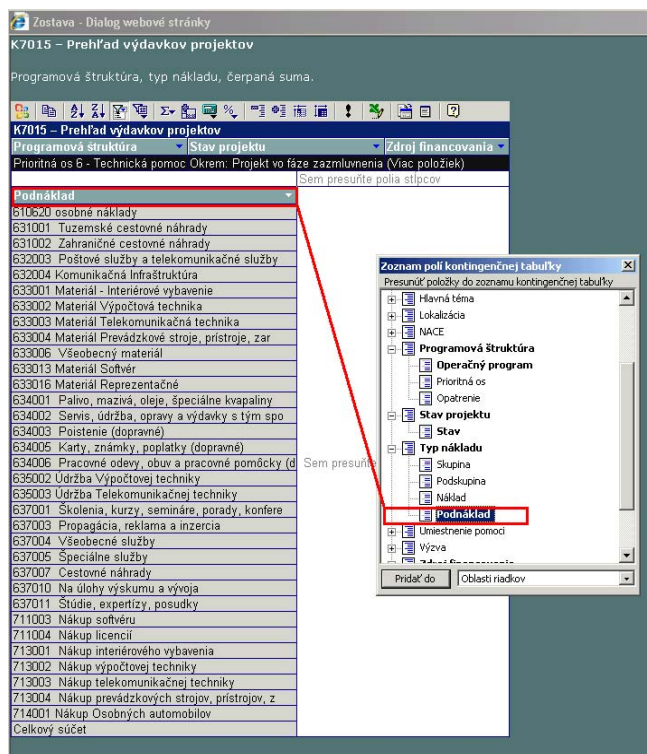 Zostava - Dialog webové stránky
K7015 – Prehľad výdavkov projektov
Programová štruktúra, typ nákladu, čerpaná suma.
K7015 – Prehľad výdavkov projektov
Programová štruktúra Stav projektu Zdroj financovania
Prioritná os 6 - Technická pomoc Okrem: Projekt vo fáze zazmluvnenia (Viac položiek)
Sem presuňte polia stĺpcov
Podnáklad
610620 osobné náklady
631001 Tuzemské cestovné náhrady
631002 Zahraničné cestovné náhrady
632003 Poštové služby a telekomunikačné služby
632004 Komunikačná Infraštruktúra
633001 Materiál - Interiérové vybavenie
633002 Materiál Výpočtová technika
633003 Materiál Telekomunikačná technika
633004 Materiál Prevádzkové stroje, prístroje, zar
633006 Všeobecný materiál
633013 Materiál Softvér
633016 Materiál Reprezentačné
634001 Palivo, mazivá, oleje, špeciálne kvapaliny
634002 Servis, údržba, opravy a výdavky s tým spo
634003 Poistenie (dopravné)
634005 Karty, známky, poplatky (dopravné)
634006 Pracovné odevy, obuv a pracovné pomôcky (d
Sem presuňte
635002 Údržba Výpočtovej techniky
635003 Údržba Telekomunikačnej techniky
637001 Školenia, kurzy, semináre, porady, konfere
637003 Propagácia, reklama a inzercia
637004 Všeobecné služby
637005 Špeciálne služby
637007 Cestovné náhrady
637010 Na úlohy výskumu a vývoja
637011 Štúdie, expertízy, posudky
711003 Nákup softvéru
711004 Nákup licencií
713001 Nákup interiérového vybavenia
713002 Nákup výpočtovej techniky
713003 Nákup telekomunikačnej techniky
713004 Nákup prevádzkových strojov, prístrojov, z
714001 Nákup Osobných automobilov
Celkový súčet
Zoznam polí kontingenčnej tabuľky
Presunúť položky do zoznamu kontingenčnej tabuľky
Hlavná téma
Lokalizácia
NACE
Programová štruktúra
Operačný program
Prioritná os
Opatrenie
Stav projektu
Stav
Typ nákladu
Skupina
Podskupina
Náklad
Podnáklad
Umiestnenie pomoci
Výzva
Zdroj financovania
Pridať do Oblasti riadkov